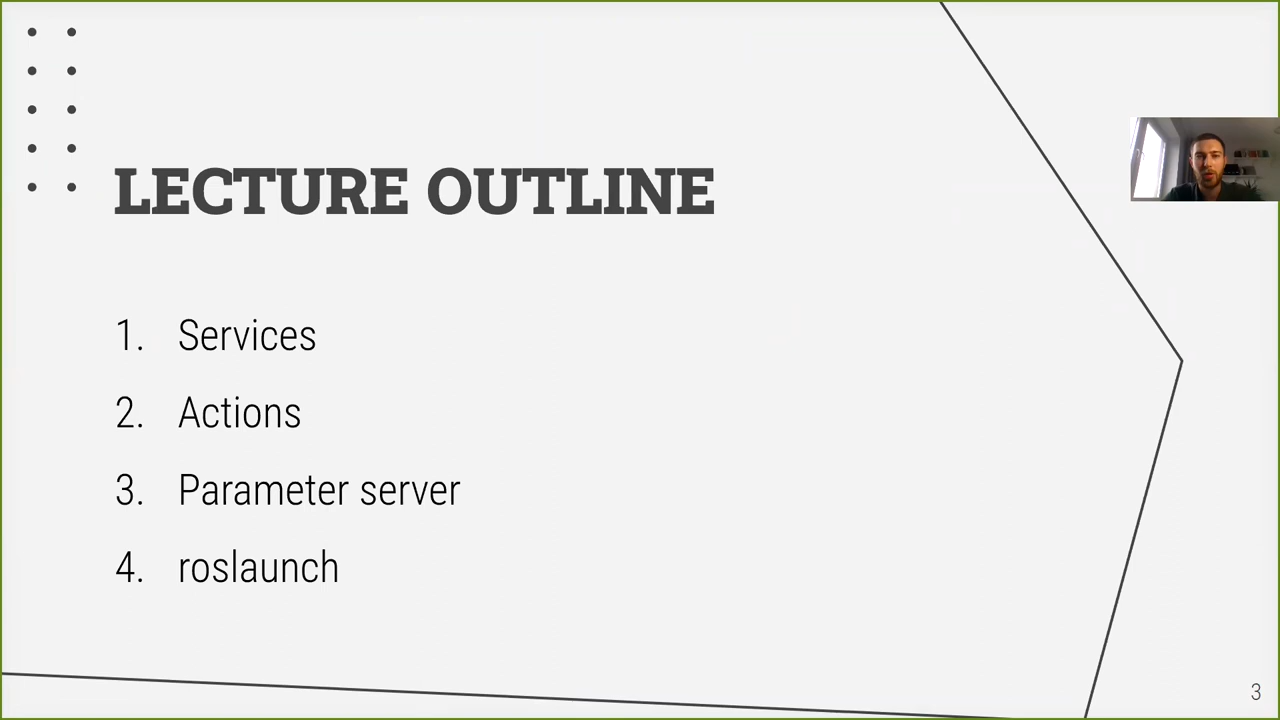 LECTURE OUTLINE
1. Services
2. Actions
3. Parameter server
4. roslaunch
3